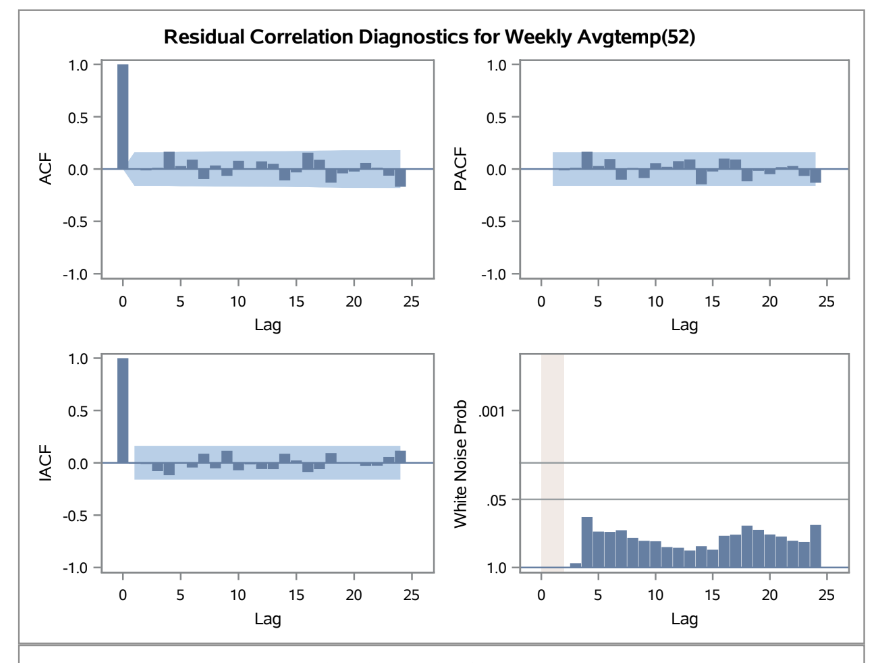 Residual Correlation Diagnostics for Weekly Avgtemp(52)
1.0
0.5
0.0
-0.5
-1.0
ACF
0 5 10 15 20 25
Lag
1.0
0.5
0.0
-0.5
-1.0
PACF
0 5 10 15 20 25
Lag
1.0
0.5
0.0
-0.5
-1.0
IACF
0 5 10 15 20 25
Lag
.001
.05
1.0
White Noise Prob
0 5 10 15 20 25
Lag